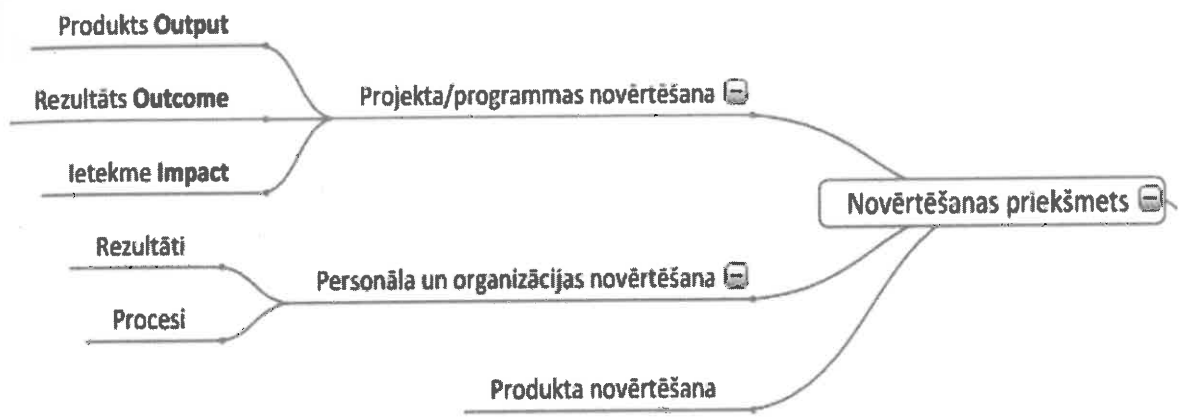 Produkts Output
Rezultāts Outcome
Projekta/programmas novērtēšana
Ietekme Impact
Novērtēšanas priekšmets
Rezultāti
Personāla un organizācijas novērtēšana
Procesi
Produkta novērtēšana